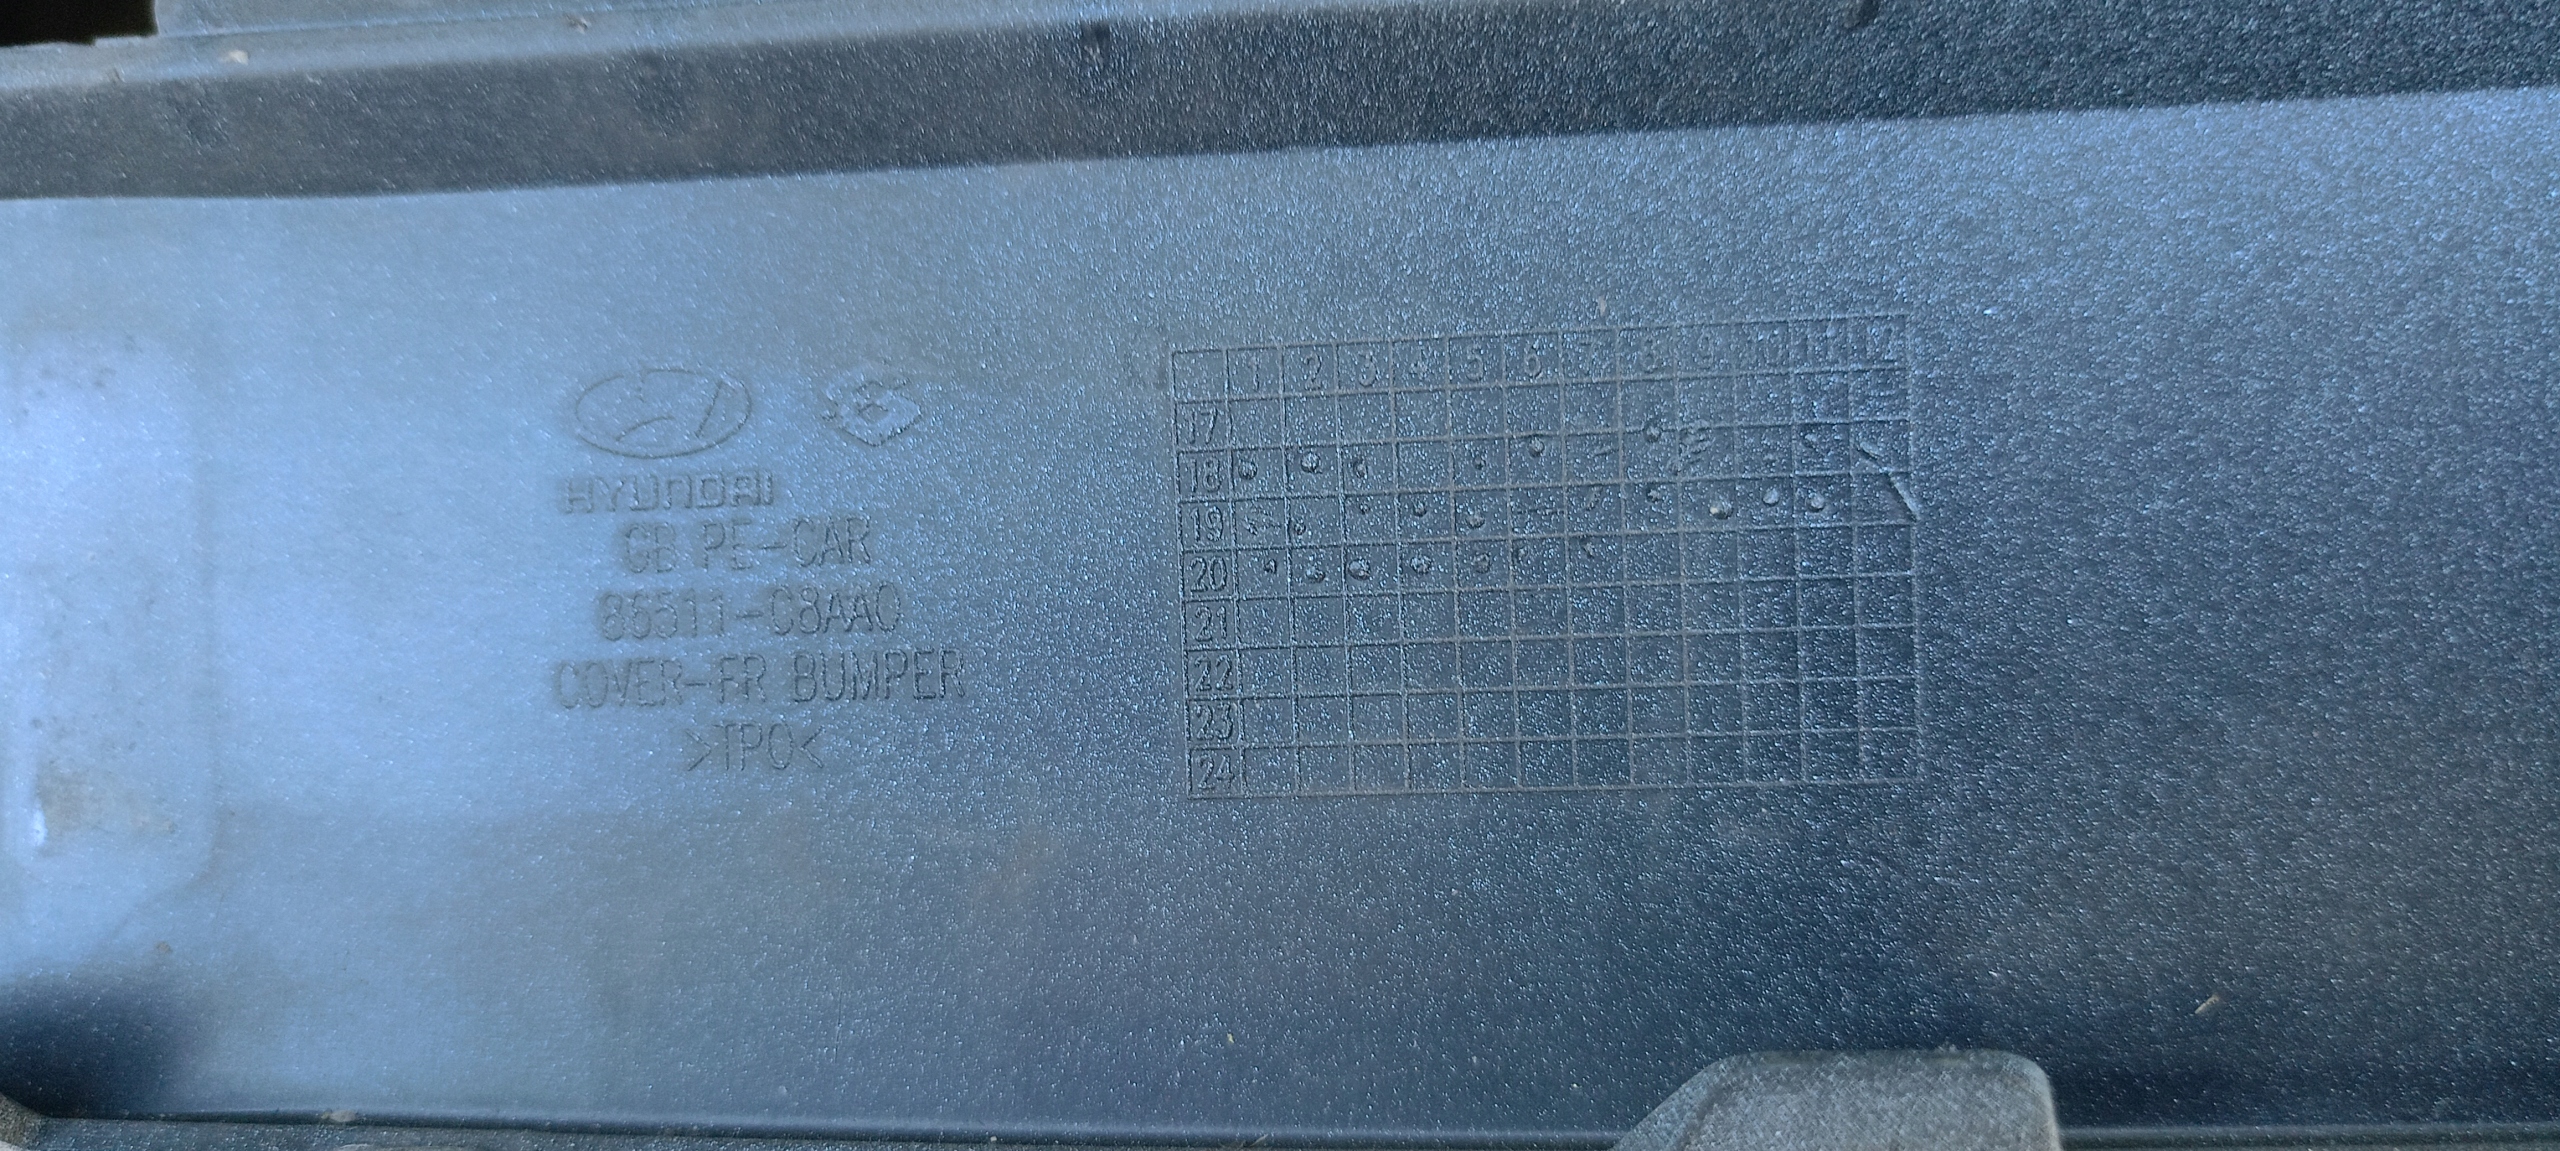 HYUNDAI
GB PE-CAR
86511-C8AA0
COVER-FR BUMPER
>TPO<
1 2 3 4 5 6 7 8 9 10 11 12
17
18
19
20
21
22
23
24